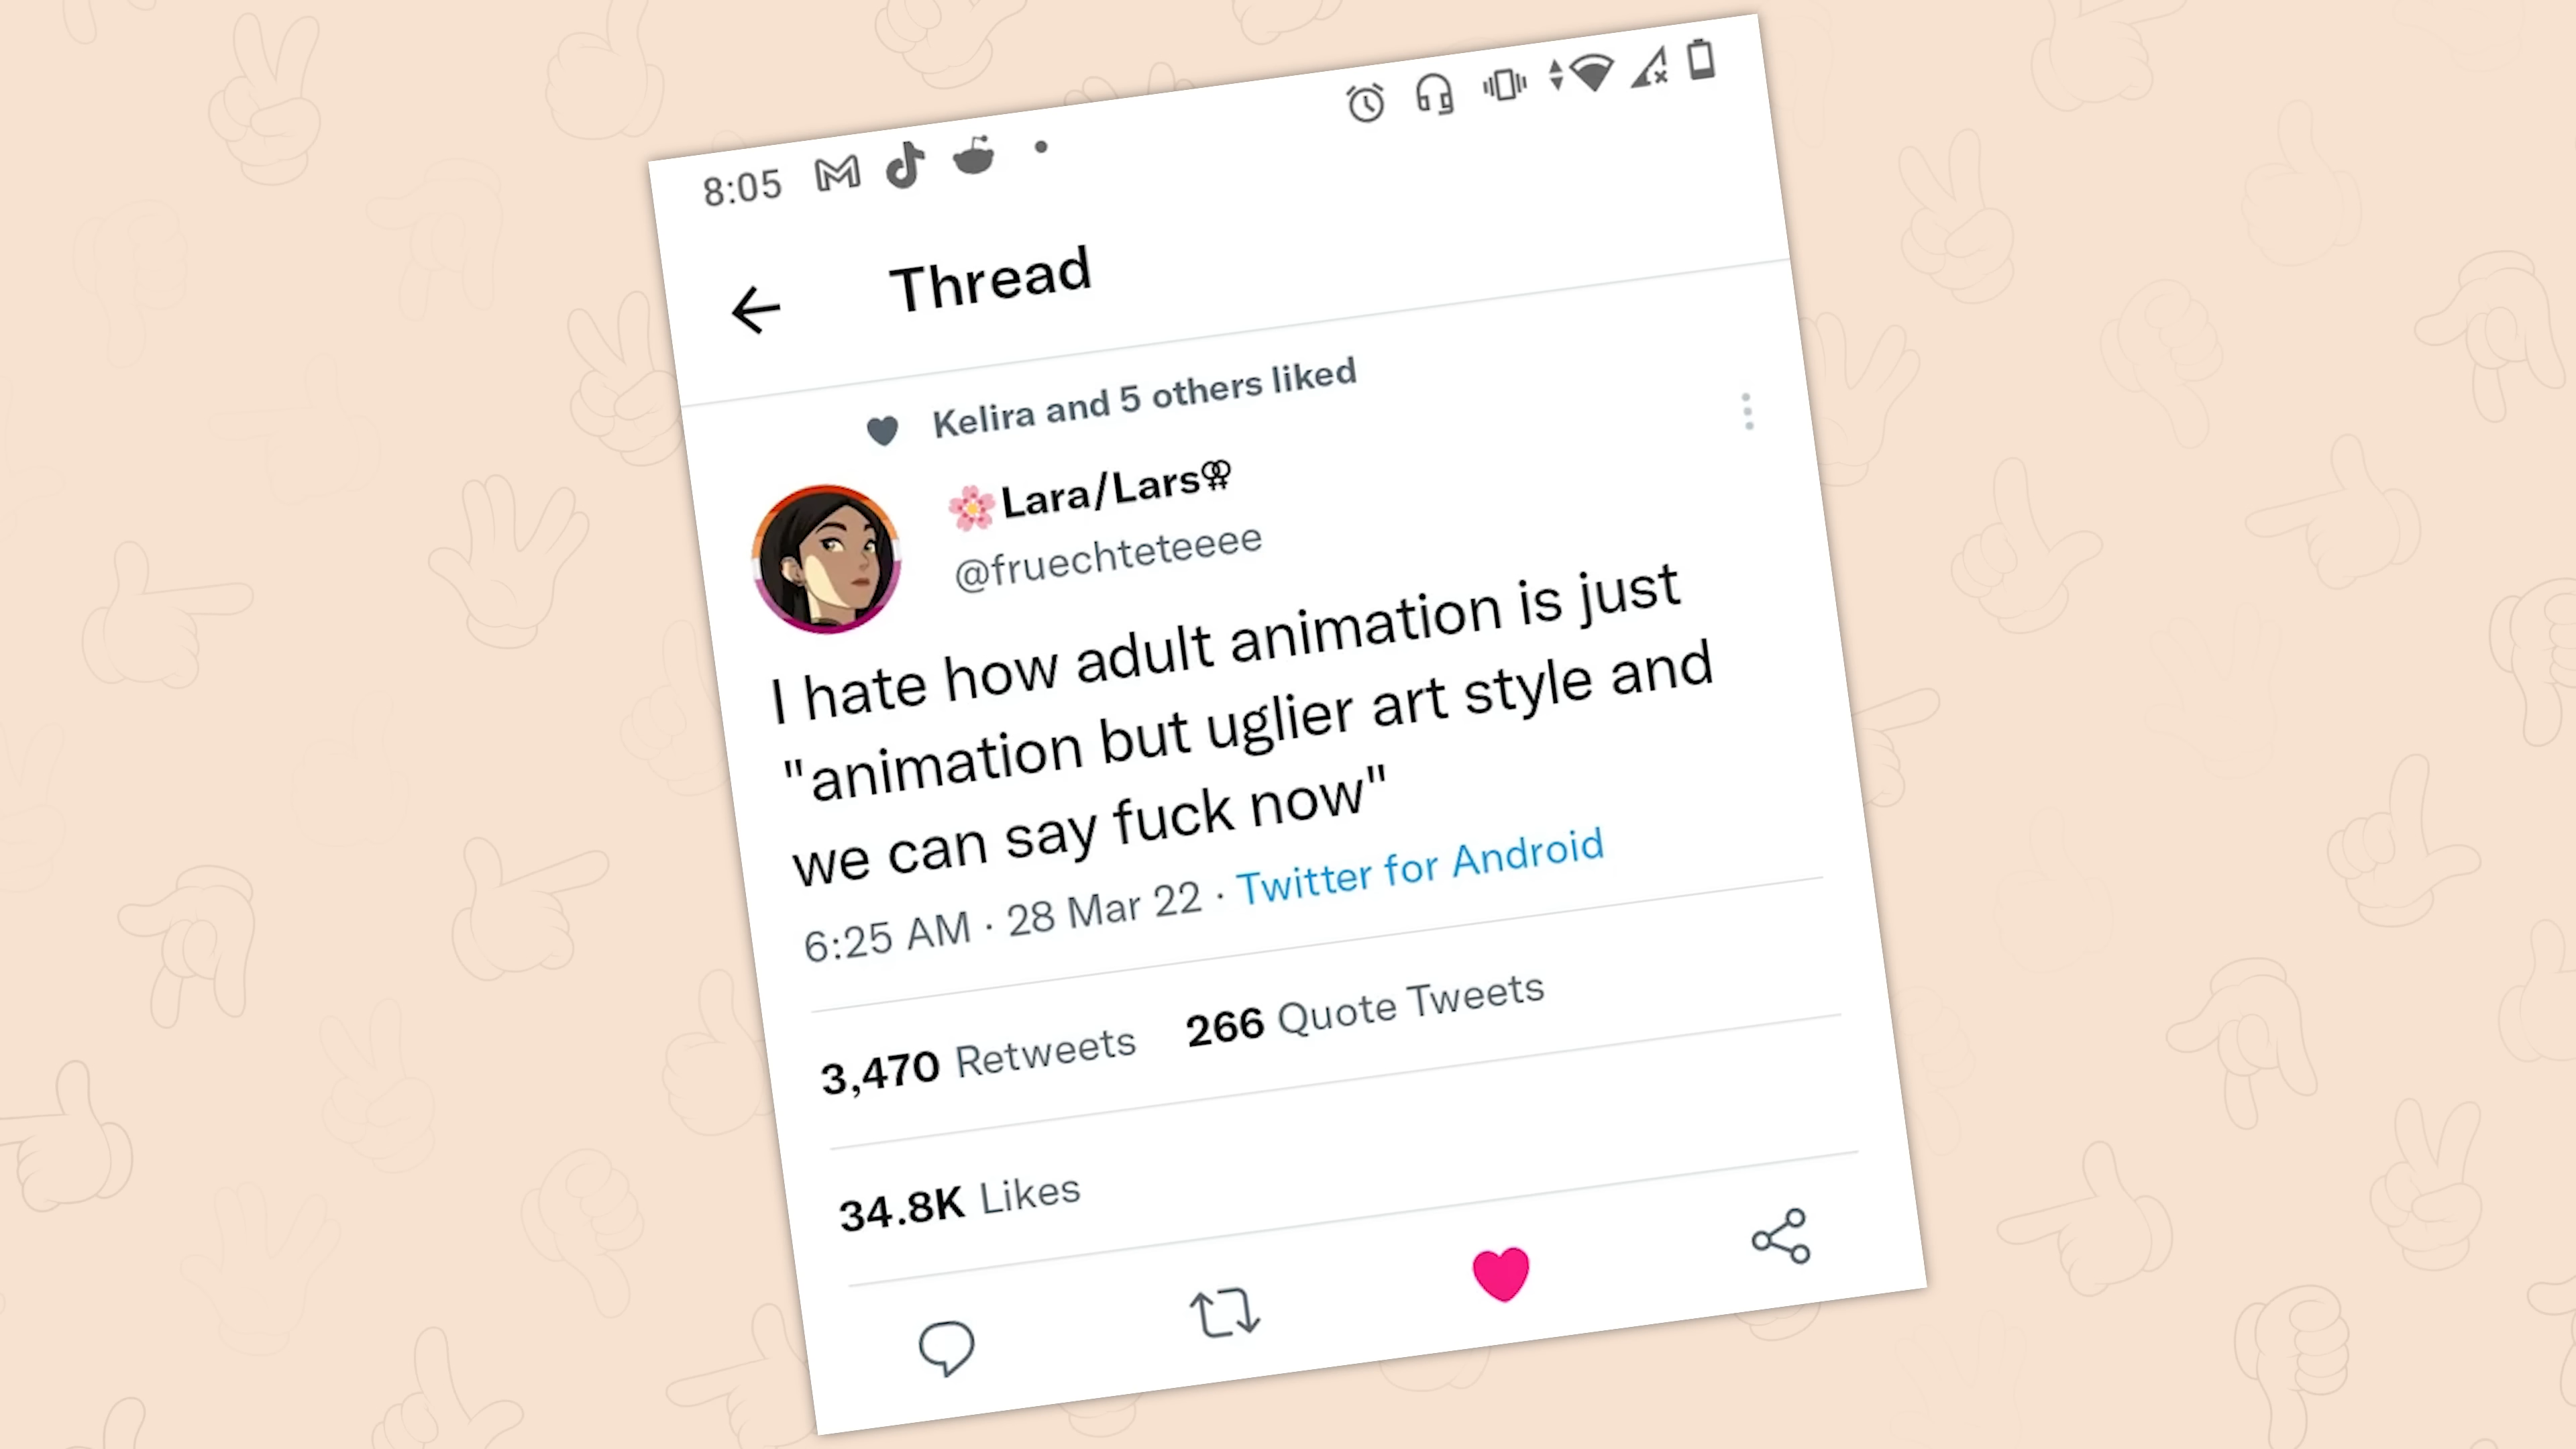 8:05
Thread
Kelira and 5 others liked
🌸Lara/Lars⚢
@fruechteteeee
I hate how adult animation is just
"animation but uglier art style and
we can say fuck now"
6:25 AM · 28 Mar 22 · Twitter for Android
3,470 Retweets 266 Quote Tweets
34.8K Likes